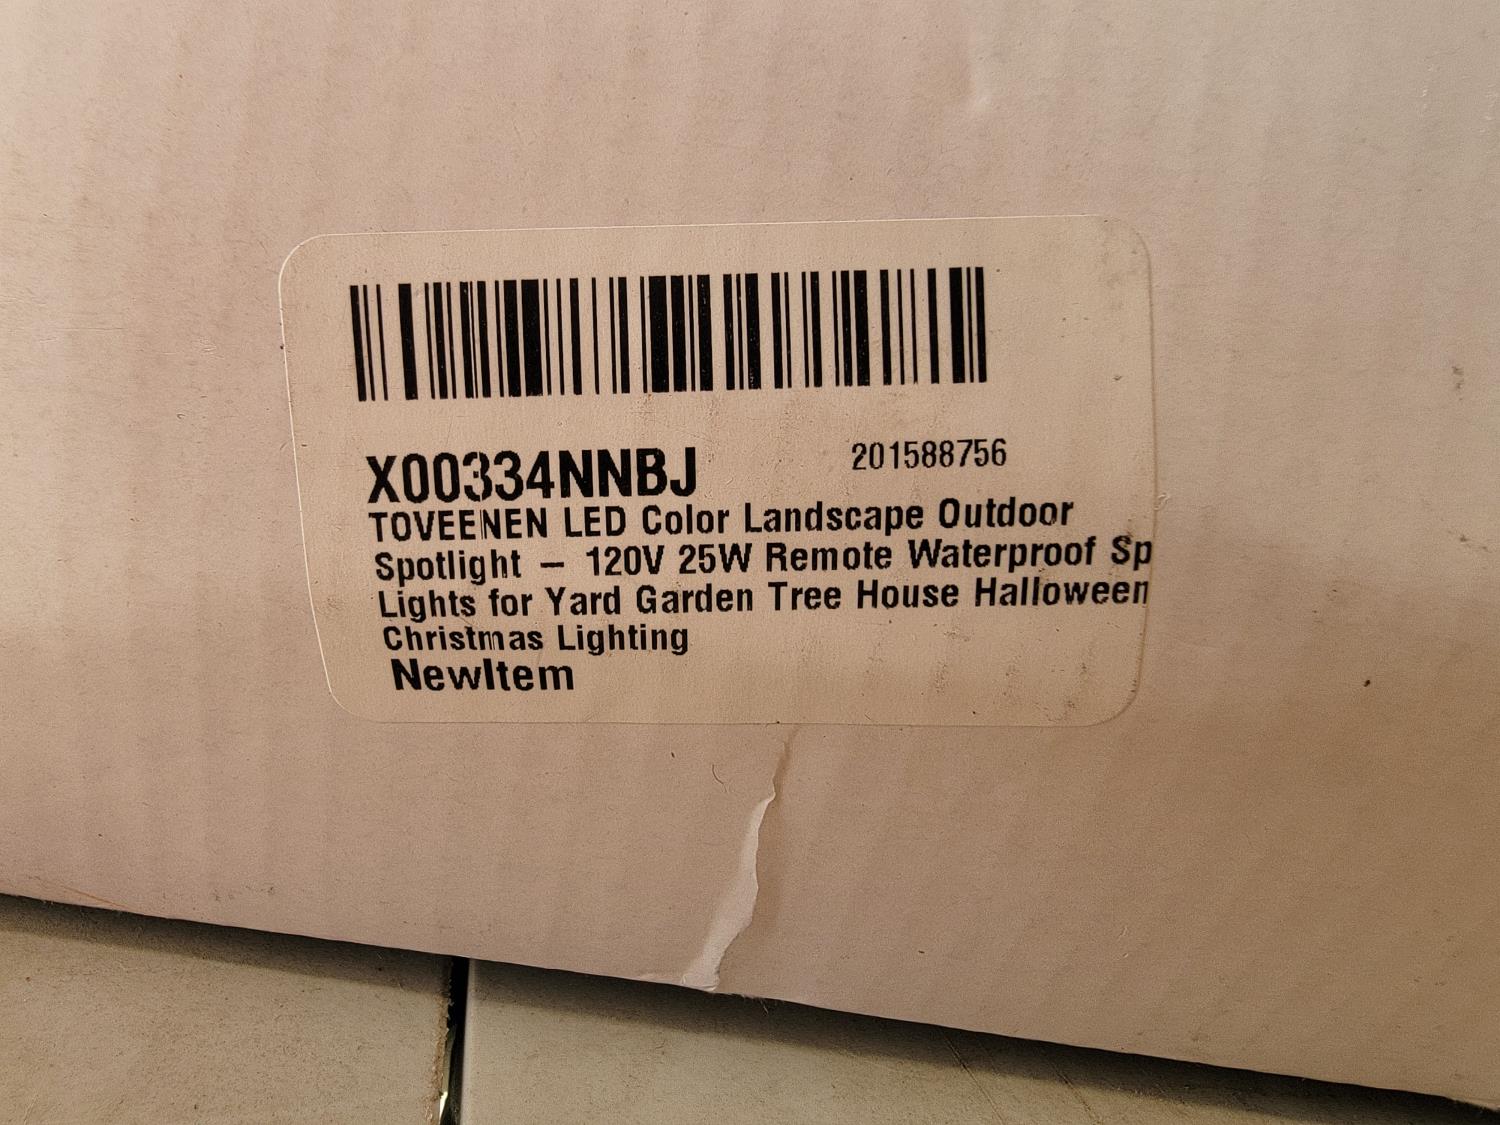 X00334NNBJ 201588756
TOVEENEN LED Color Landscape Outdoor
Spotlight – 120V 25W Remote Waterproof Sp
Lights for Yard Garden Tree House Halloween
Christmas Lighting
NewItem